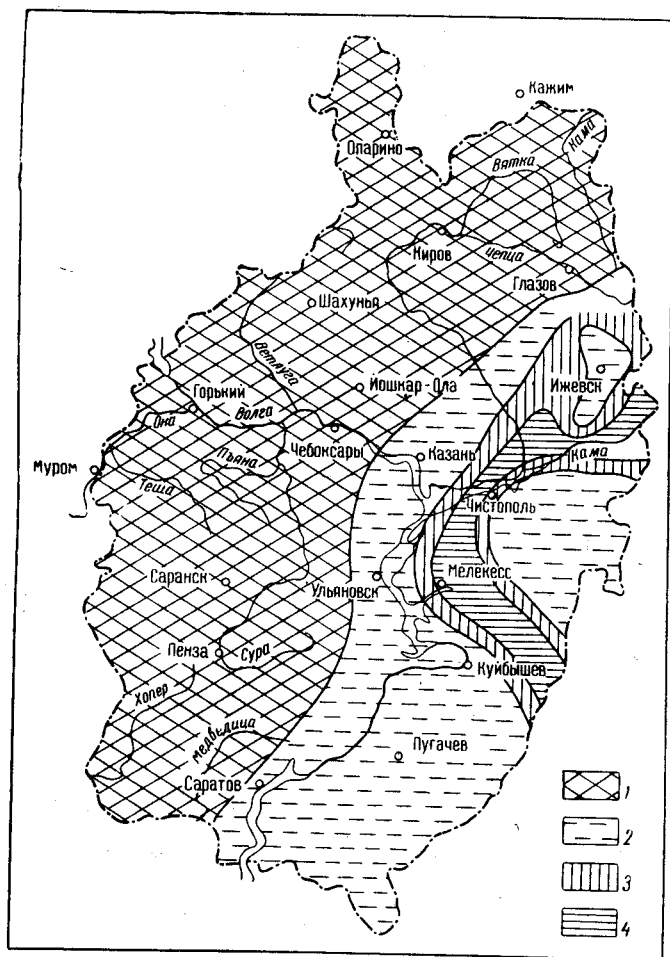 Кажим
Опарино
Кама
Вятка
Киров
Чепца
Глазов
Шахунья
Ветлуга
Ижевск
Йошкар-Ола
Горький
Ока
Волга
Чебоксары
Казань
Кама
Муром
Пьяна
Теша
Чистополь
Саранск
Ульяновск
Мелекесс
Пенза
Сура
Куйбышев
Хопер
Медведица
Пугачев
Саратов
1
2
3
4